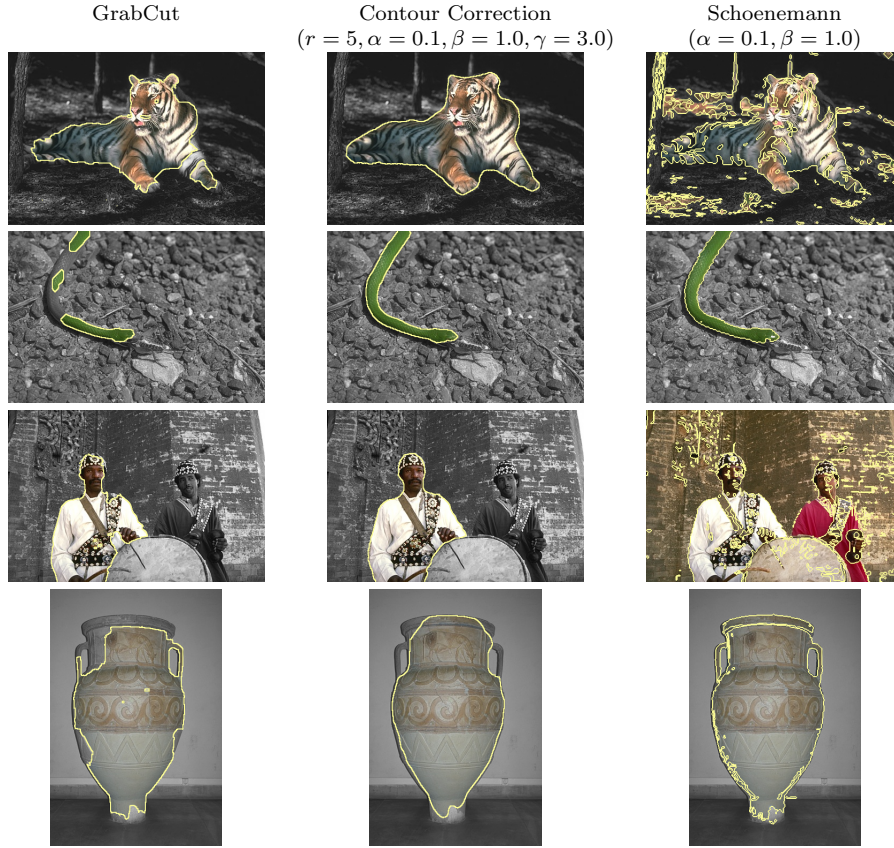 GrabCut
Contour Correction
(r = 5, α = 0.1, β = 1.0, γ = 3.0)
Schoenemann
(α = 0.1, β = 1.0)